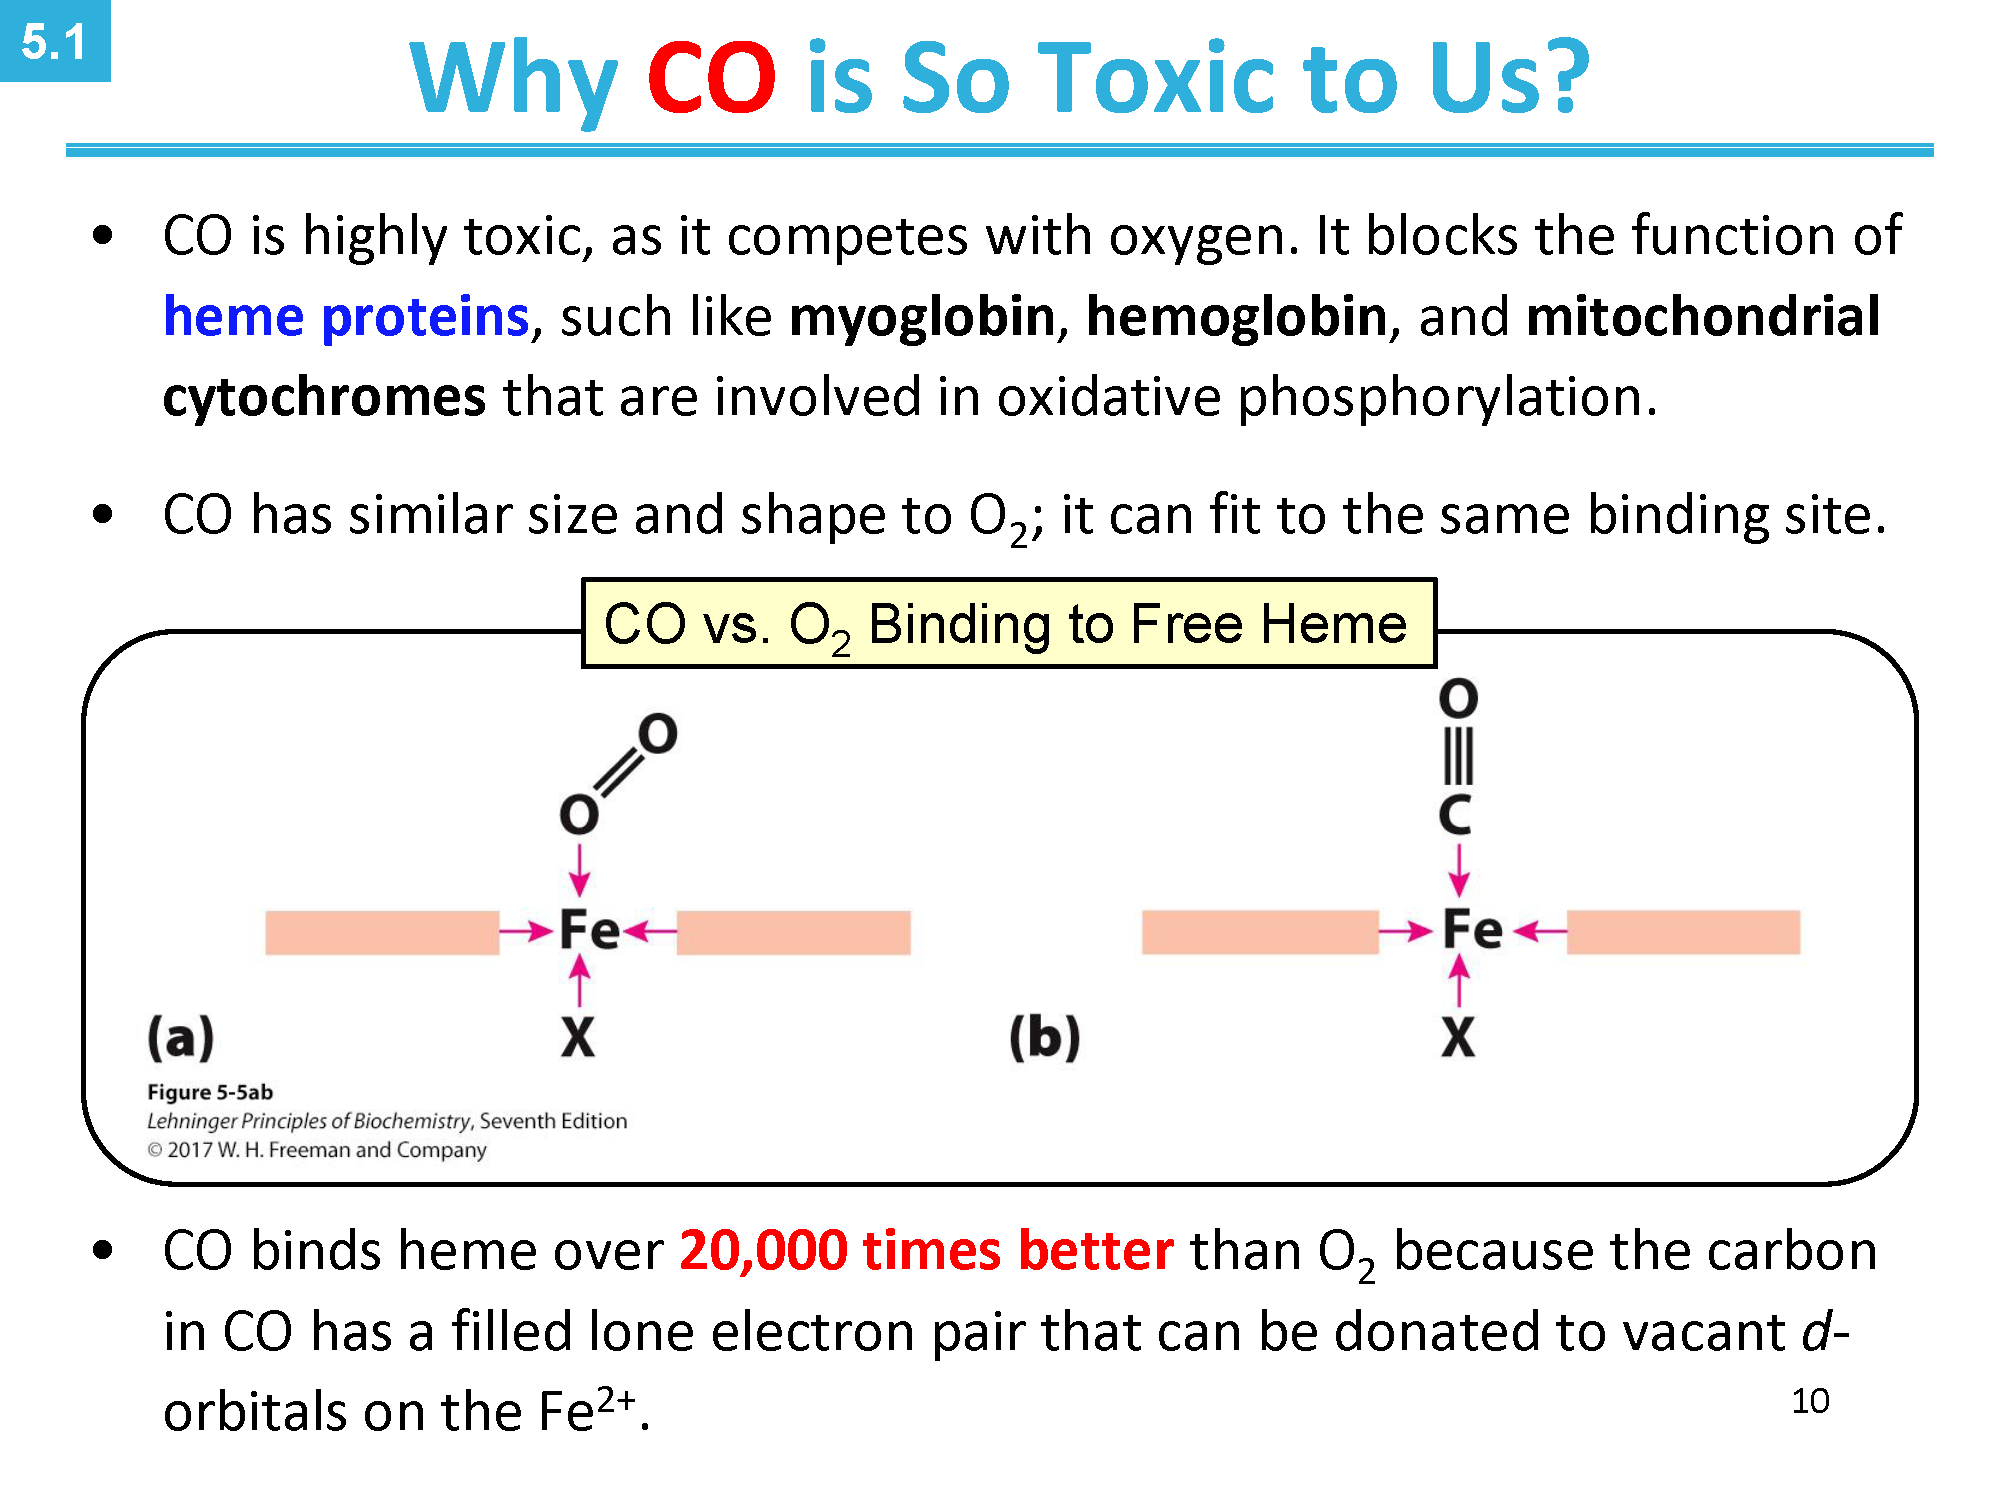 5.1
Why CO is So Toxic to Us?
• CO is highly toxic, as it competes with oxygen. It blocks the function of
heme proteins, such like myoglobin, hemoglobin, and mitochondrial
cytochromes that are involved in oxidative phosphorylation.
• CO has similar size and shape to O₂; it can fit to the same binding site.
CO vs. O₂ Binding to Free Heme
O
O
Fe
X
(a)
O
C
Fe
X
(b)
Figure 5-5ab
Lehninger Principles of Biochemistry, Seventh Edition
© 2017 W. H. Freeman and Company
• CO binds heme over 20,000 times better than O₂ because the carbon
in CO has a filled lone electron pair that can be donated to vacant d-
orbitals on the Fe²⁺.
10